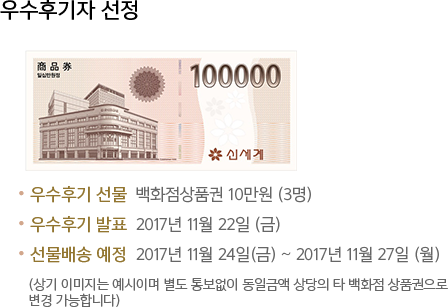 우수후기자 선정
商品券
일십만원정
100000
신세계
• 우수후기 선물 백화점상품권 10만원 (3명)
• 우수후기 발표 2017년 11월 22일 (금)
• 선물배송 예정 2017년 11월 24일(금) ~ 2017년 11월 27일 (월)
(상기 이미지는 예시이며 별도 통보없이 동일금액 상당의 타 백화점 상품권으로
변경 가능합니다)